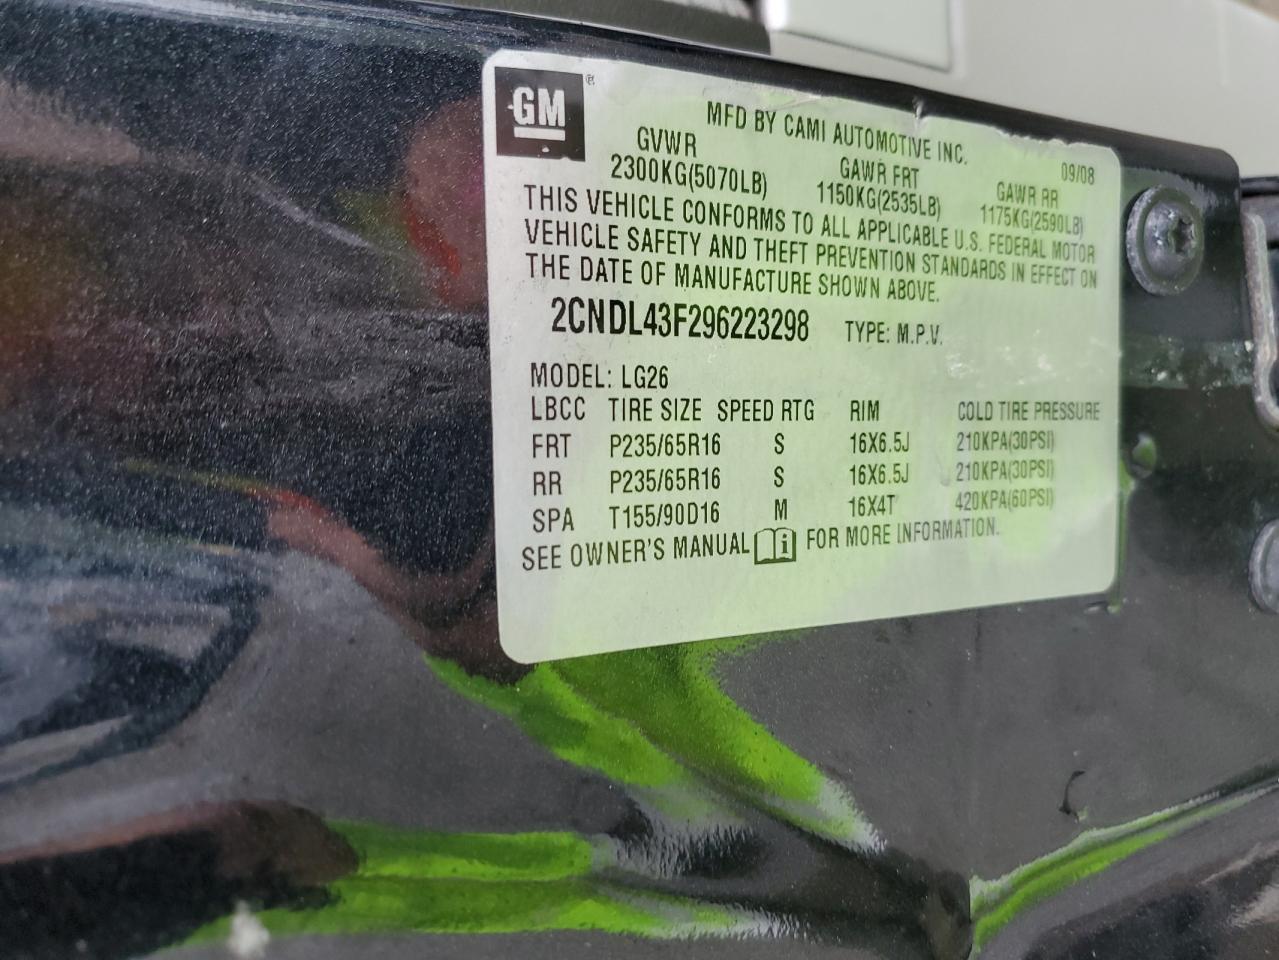 GM
MFD BY CAMI AUTOMOTIVE INC.
09/08
GVWR GAWR FRT GAWR RR
2300KG(5070LB) 1150KG(2535LB) 1175KG(2590LB)
THIS VEHICLE CONFORMS TO ALL APPLICABLE U.S. FEDERAL MOTOR
VEHICLE SAFETY AND THEFT PREVENTION STANDARDS IN EFFECT ON
THE DATE OF MANUFACTURE SHOWN ABOVE.
2CNDL43F296223298 TYPE: M.P.V.
MODEL: LG26
LBCC TIRE SIZE SPEED RTG RIM COLD TIRE PRESSURE
FRT P235/65R16 S 16X6.5J 210KPA(30PSI)
RR P235/65R16 S 16X6.5J 210KPA(30PSI)
SPA T155/90D16 M 16X4T 420KPA(60PSI)
SEE OWNER'S MANUAL i FOR MORE INFORMATION.